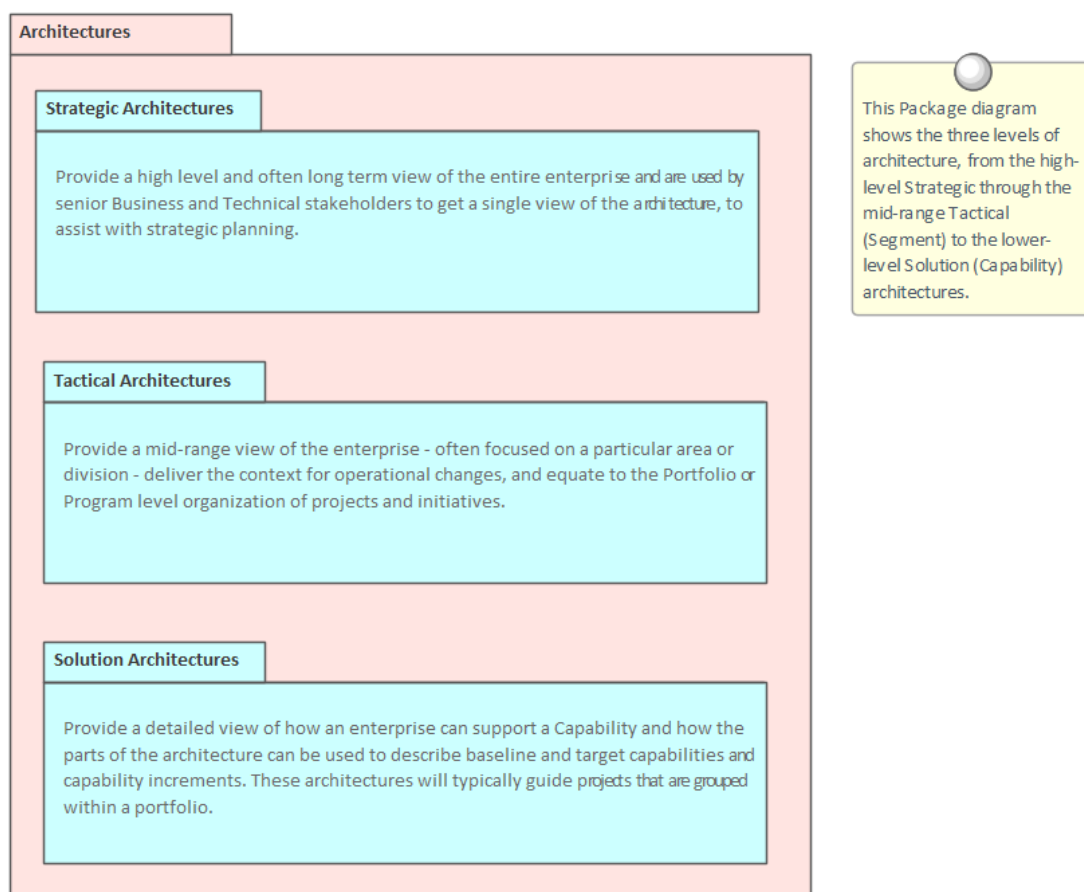 Architectures
Strategic Architectures
Provide a high level and often long term view of the entire enterprise and are used by
senior Business and Technical stakeholders to get a single view of the architecture, to
assist with strategic planning.
Tactical Architectures
Provide a mid-range view of the enterprise - often focused on a particular area or
division - deliver the context for operational changes, and equate to the Portfolio or
Program level organization of projects and initiatives.
Solution Architectures
Provide a detailed view of how an enterprise can support a Capability and how the
parts of the architecture can be used to describe baseline and target capabilities and
capability increments. These architectures will typically guide projects that are grouped
within a portfolio.
This Package diagram
shows the three levels of
architecture, from the high-
level Strategic through the
mid-range Tactical
(Segment) to the lower-
level Solution (Capability)
architectures.